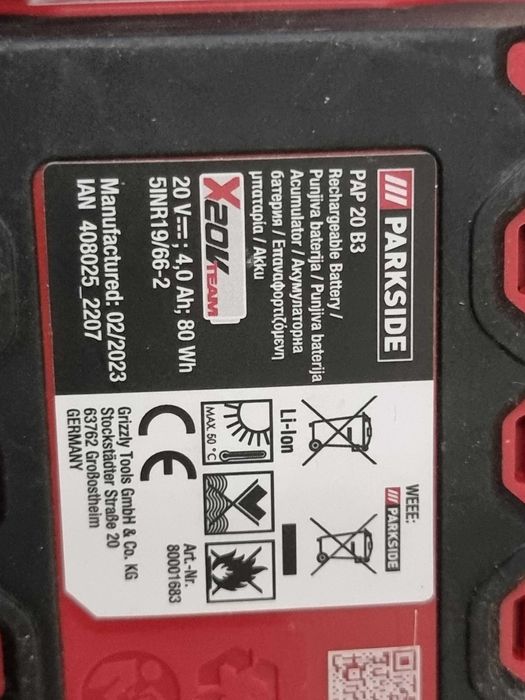 /// PARKSIDE
PAP 20 B3
Rechargeable Battery /
Punjiva baterija / Punjiva baterija
Acumulator / Акумулаторна
батерия / Επαναφορτιζόμενη
μπαταρία / Akku
X20V TEAM
20 V⎓; 4,0 Ah; 80 Wh
5INR19/66-2
Manufactured: 02/2023
IAN 408025_2207
WEEE:
/// PARKSIDE
Li-Ion
MAX. 50 °C
CE
Art.-Nr.
80001683
Grizzly Tools GmbH & Co. KG
Stockstädter Straße 20
63762 Großostheim
GERMANY